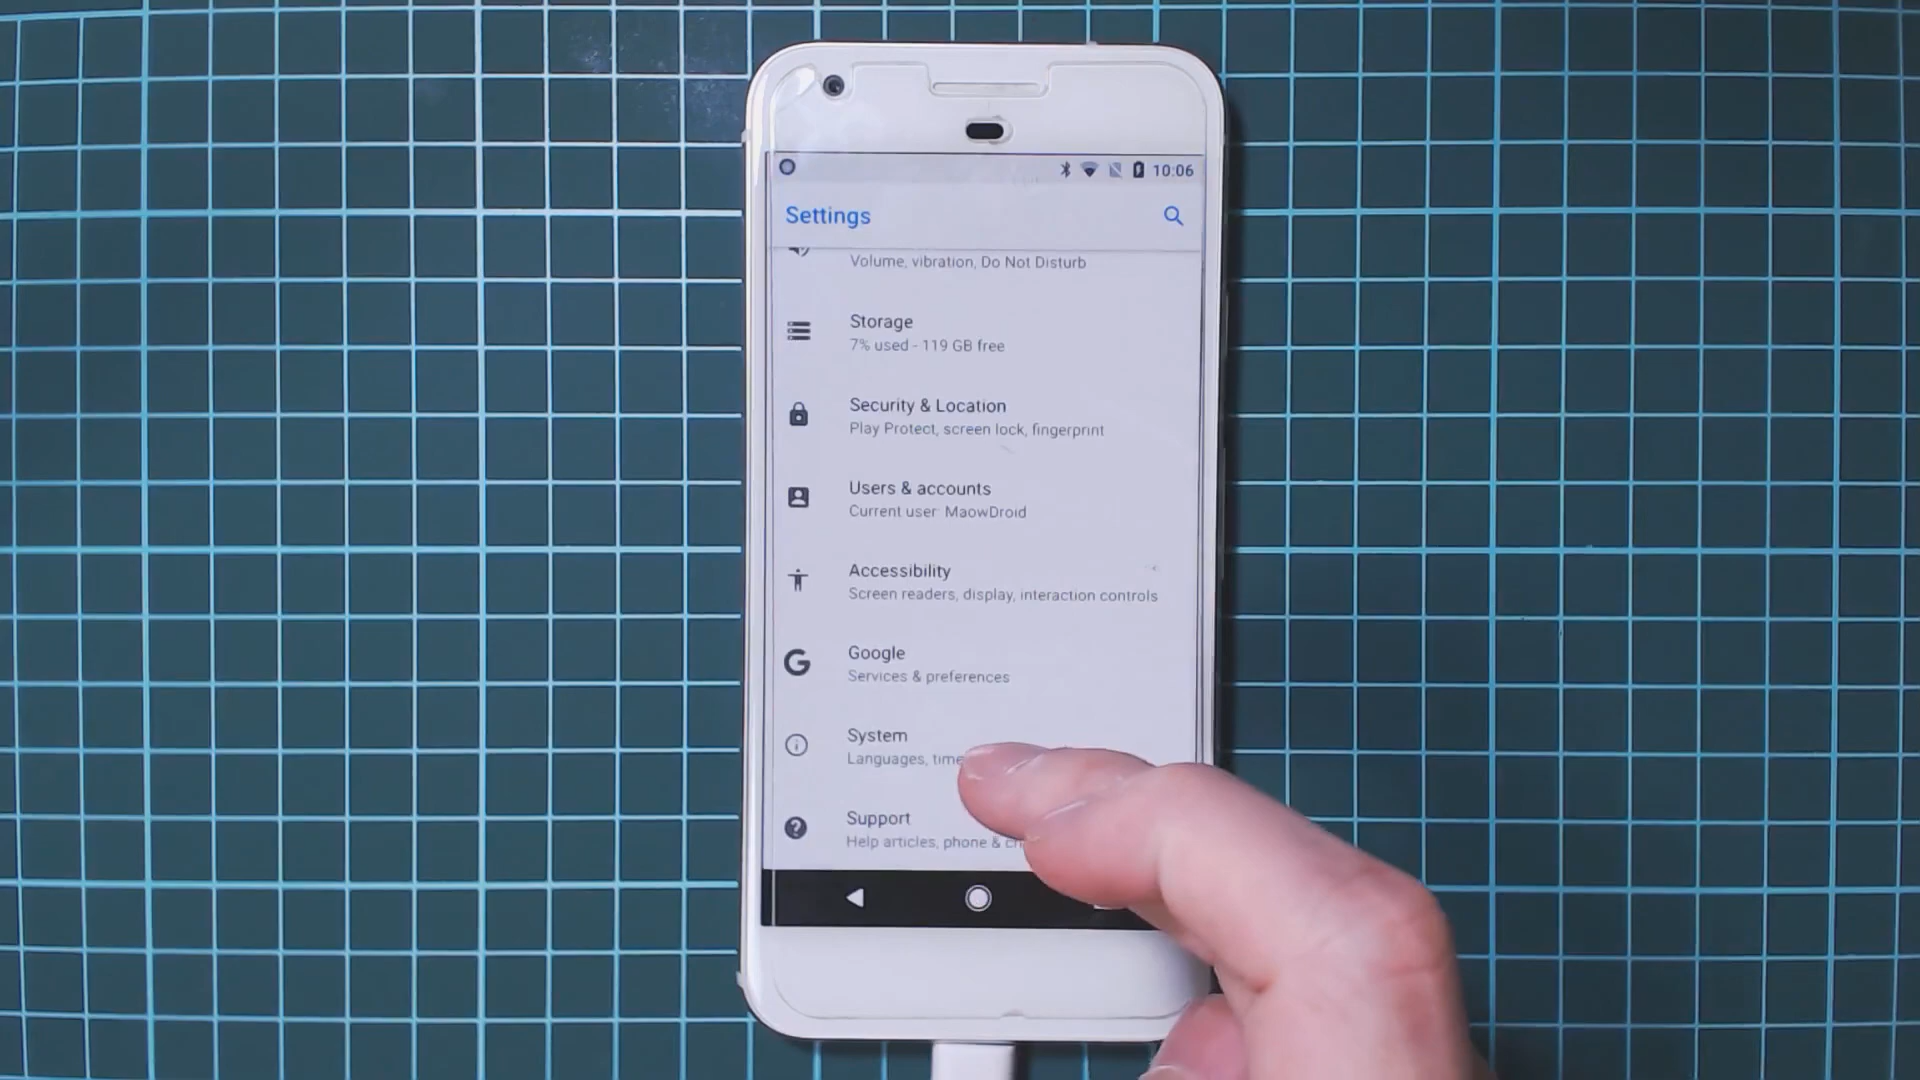 10:06
Settings
Volume, vibration, Do Not Disturb
Storage
7% used - 119 GB free
Security & Location
Play Protect, screen lock, fingerprint
Users & accounts
Current user: MaowDroid
Accessibility
Screen readers, display, interaction controls
Google
Services & preferences
System
Languages, time
Support
Help articles, phone &